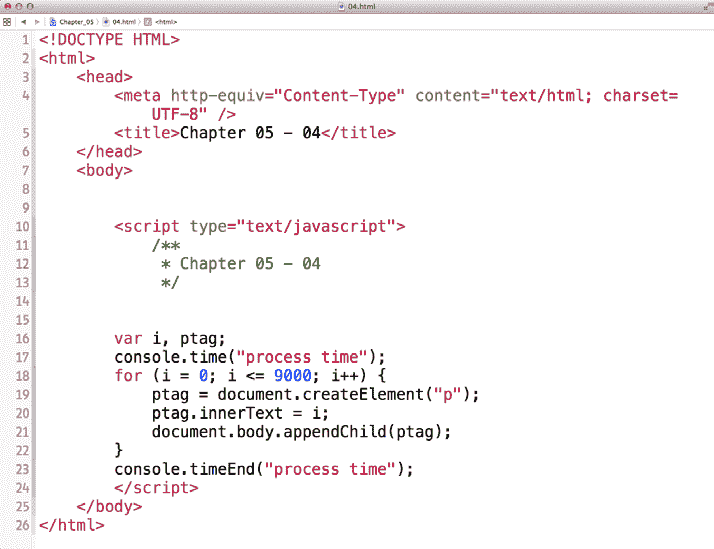 04.html
Chapter_05 › 04.html › <html>
1 <!DOCTYPE HTML>
2 <html>
3 <head>
4 <meta http-equiv="Content-Type" content="text/html; charset=
UTF-8" />
5 <title>Chapter 05 - 04</title>
6 </head>
7 <body>
8
9
10 <script type="text/javascript">
11 /**
12 * Chapter 05 - 04
13 */
14
15
16 var i, ptag;
17 console.time("process time");
18 for (i = 0; i <= 9000; i++) {
19 ptag = document.createElement("p");
20 ptag.innerText = i;
21 document.body.appendChild(ptag);
22 }
23 console.timeEnd("process time");
24 </script>
25 </body>
26 </html>